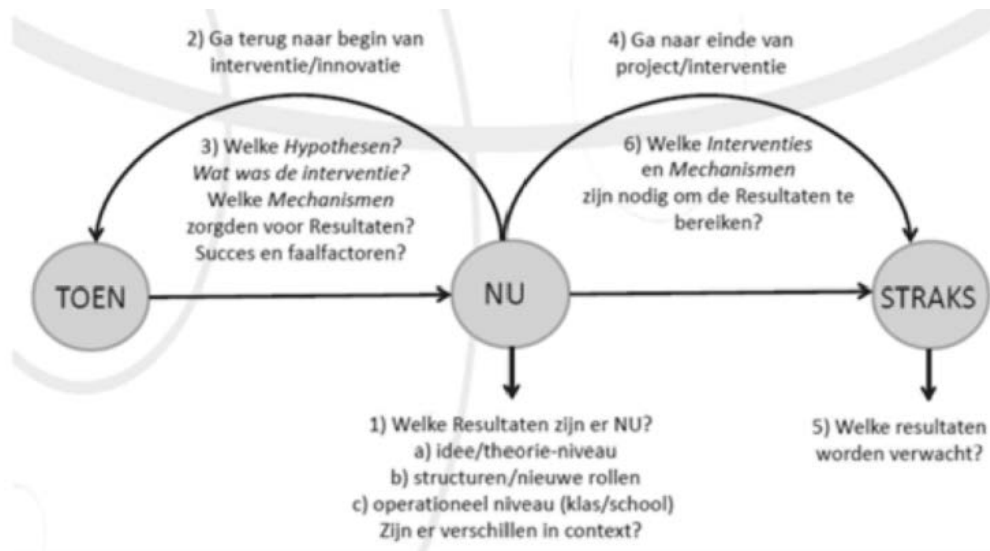 2) Ga terug naar begin van
interventie/innovatie
4) Ga naar einde van
project/interventie
3) Welke Hypothesen?
Wat was de interventie?
Welke Mechanismen
zorgden voor Resultaten?
Succes en faalfactoren?
6) Welke Interventies
en Mechanismen
zijn nodig om de Resultaten te
bereiken?
TOEN
NU
STRAKS
1) Welke Resultaten zijn er NU?
a) idee/theorie-niveau
b) structuren/nieuwe rollen
c) operationeel niveau (klas/school)
Zijn er verschillen in context?
5) Welke resultaten
worden verwacht?